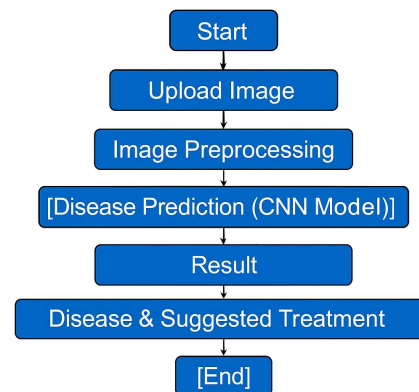 Start
Upload Image
Image Preprocessing
[Disease Prediction (CNN Model)]
Result
Disease & Suggested Treatment
[End]